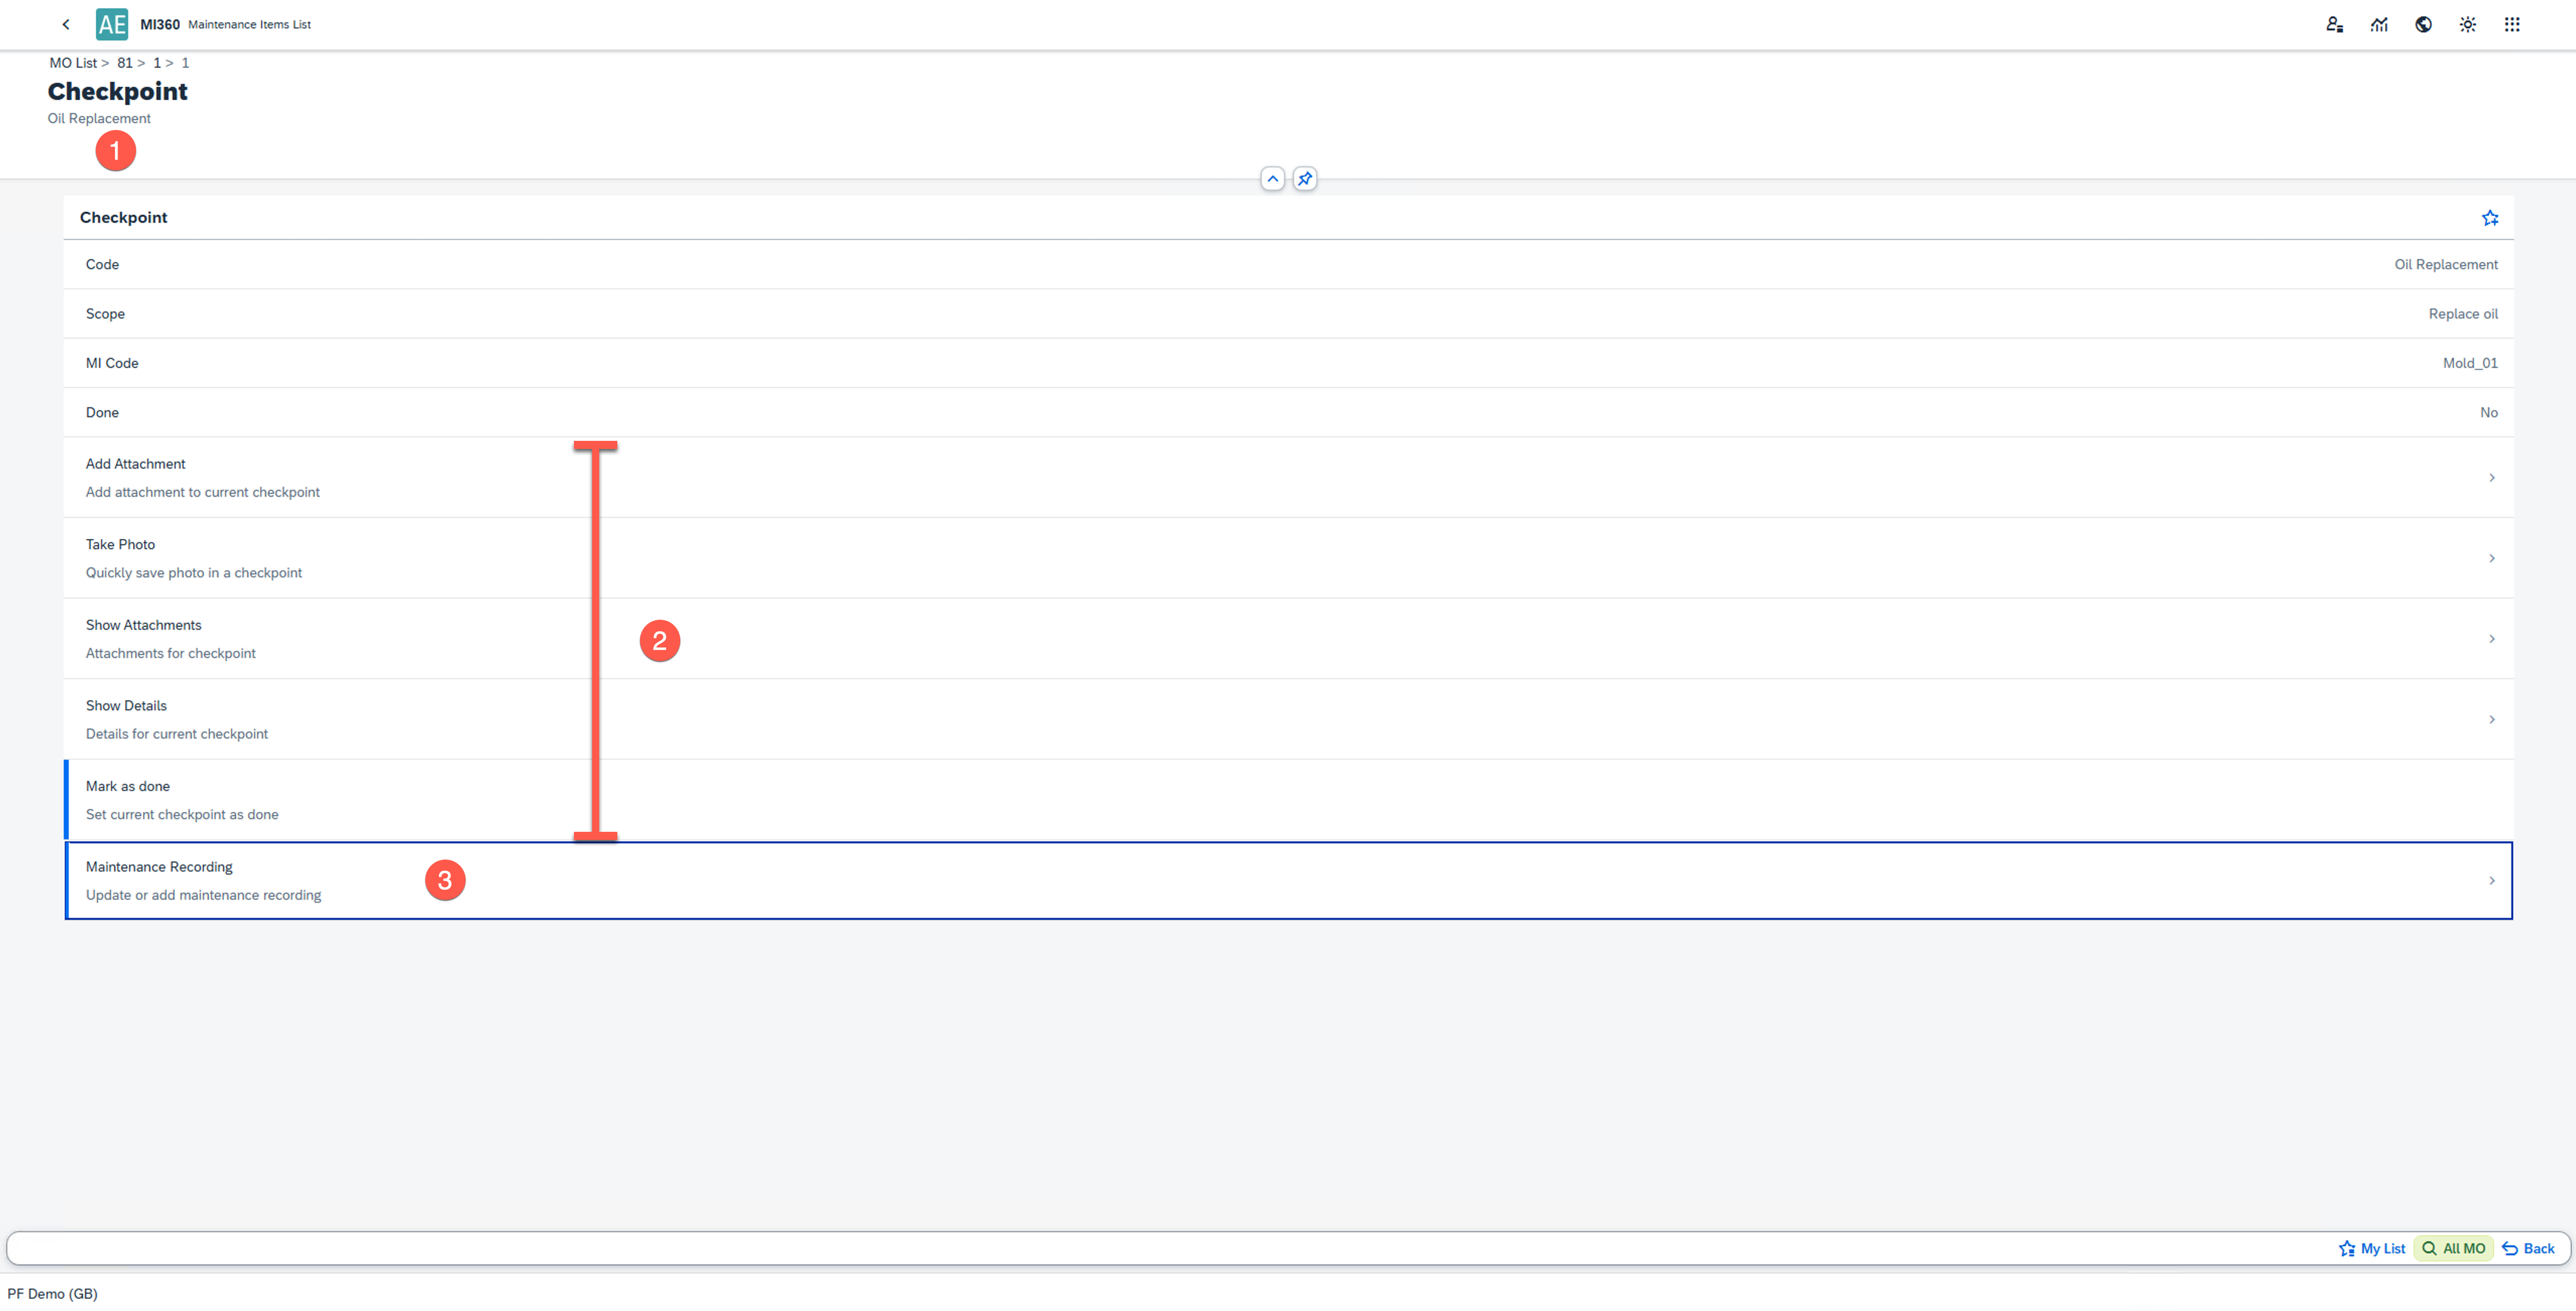 AE MI360 Maintenance Items List
MO List > 81 > 1 > 1
Checkpoint
Oil Replacement
1
Checkpoint
Code Oil Replacement
Scope Replace oil
MI Code Mold_01
Done No
Add Attachment
Add attachment to current checkpoint
Take Photo
Quickly save photo in a checkpoint
Show Attachments
Attachments for checkpoint
2
Show Details
Details for current checkpoint
Mark as done
Set current checkpoint as done
Maintenance Recording
3
Update or add maintenance recording
My List All MO Back
PF Demo (GB)